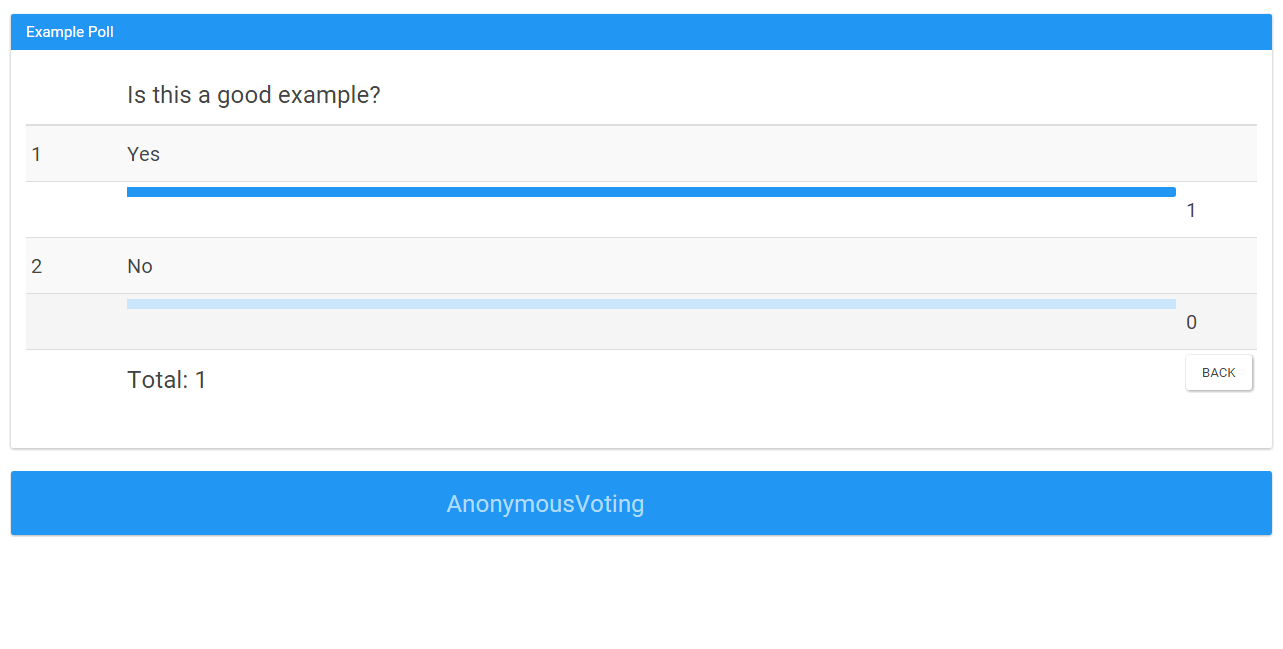 Example Poll
Is this a good example?
1 Yes
1
2 No
0
Total: 1 BACK
AnonymousVoting